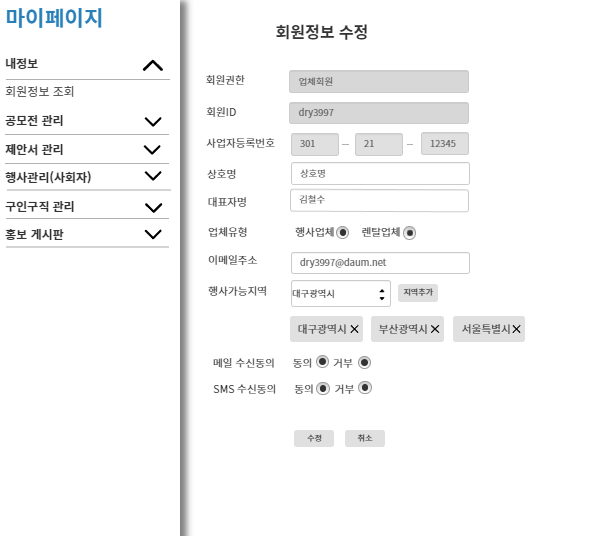 마이페이지
내정보
회원정보 조회
공모전 관리
제안서 관리
행사관리(사회자)
구인구직 관리
홍보 게시판
회원정보 수정
회원권한 업체회원
회원ID dry3997
사업자등록번호 301 - 21 - 12345
상호명 상호명
대표자명 김철수
업체유형 행사업체 렌탈업체
이메일주소 dry3997@daum.net
행사가능지역 대구광역시 지역추가
대구광역시 X 부산광역시 X 서울특별시 X
메일 수신동의 동의 거부
SMS 수신동의 동의 거부
수정 취소